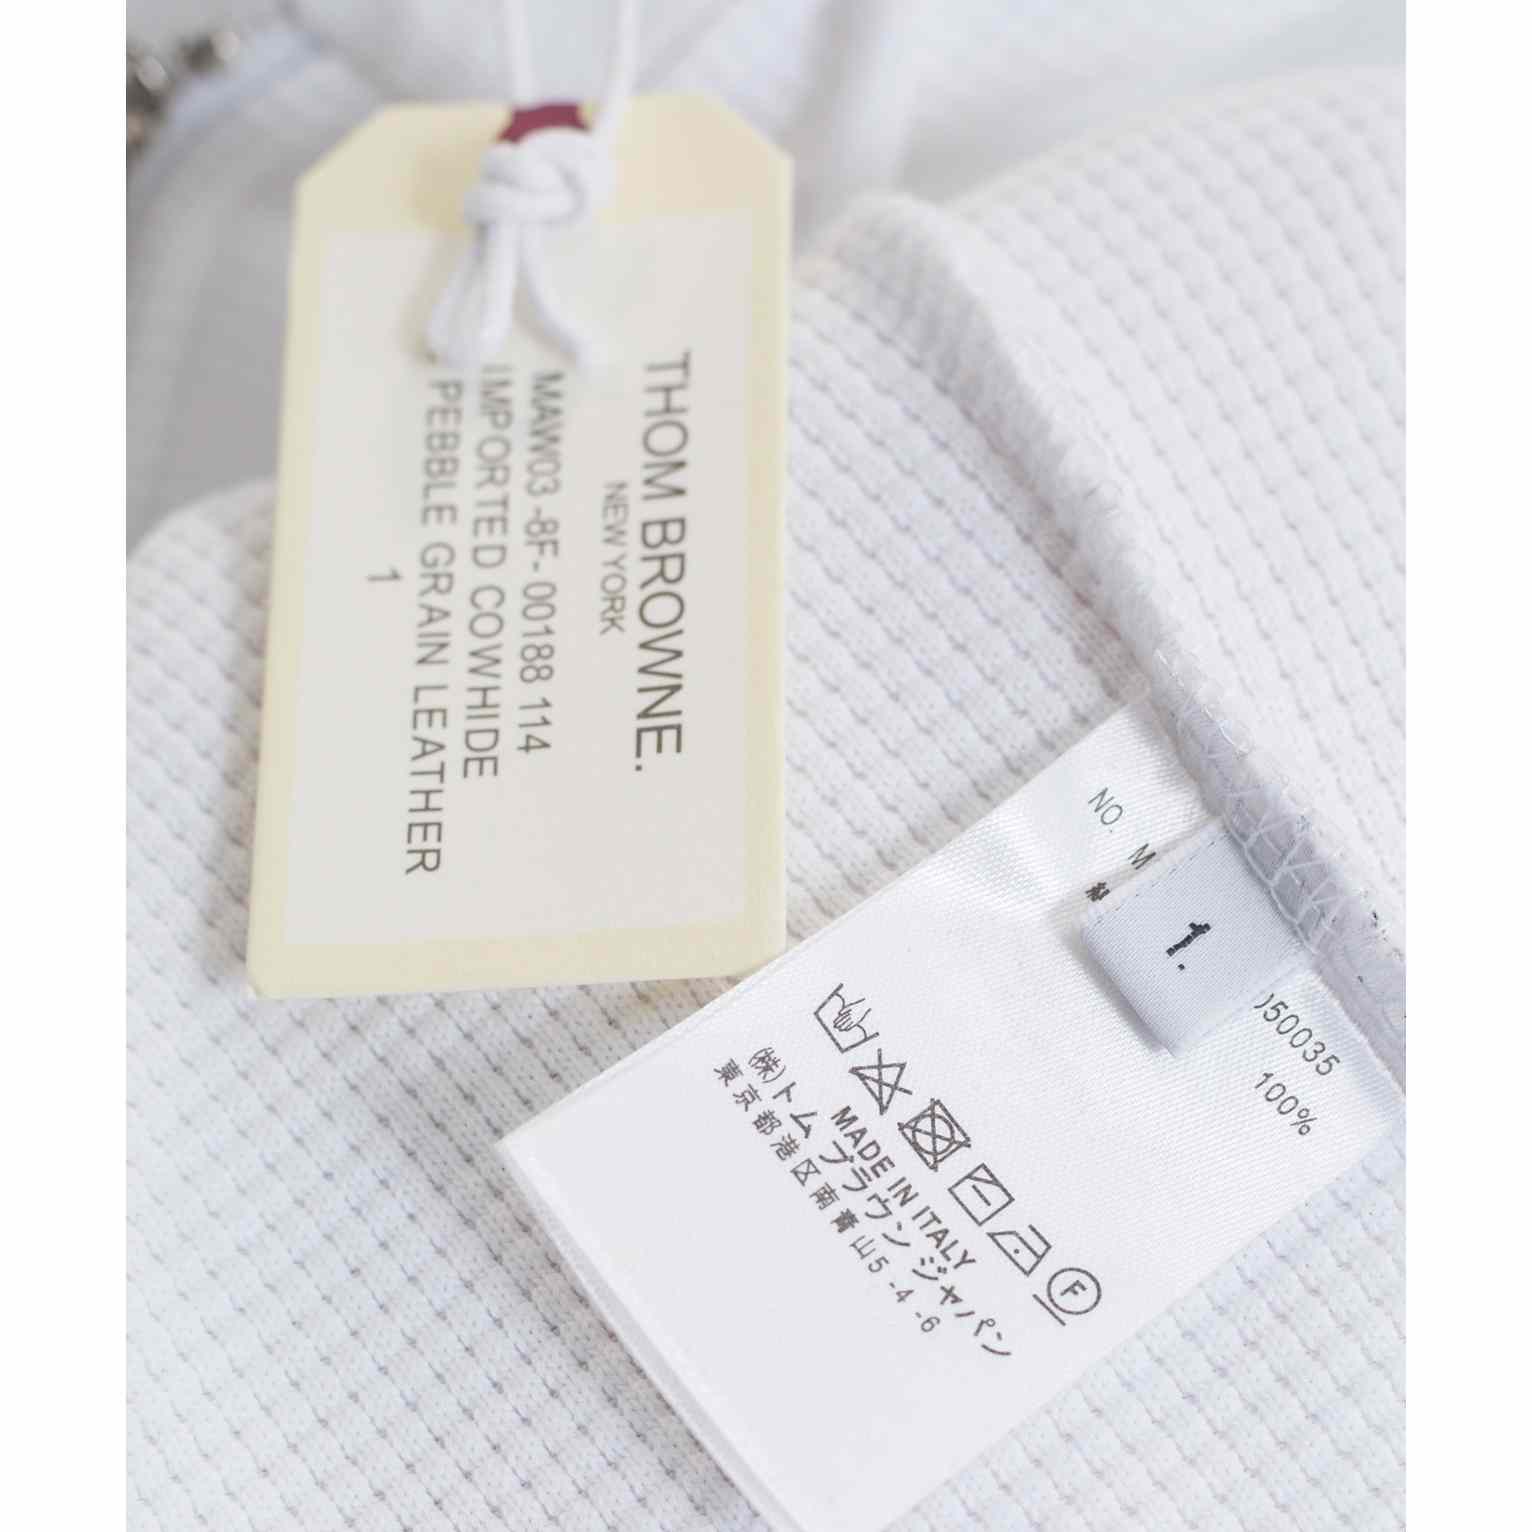 THOM BROWNE.
NEW YORK
MAW03 -8F- 00188 114
IMPORTED COWHIDE
PEBBLE GRAIN LEATHER
1
NO. M
50035
100%
1.
F
MADE IN ITALY
(株)トム ブラウン ジャパン
東京都港区南青山5 -4 -6